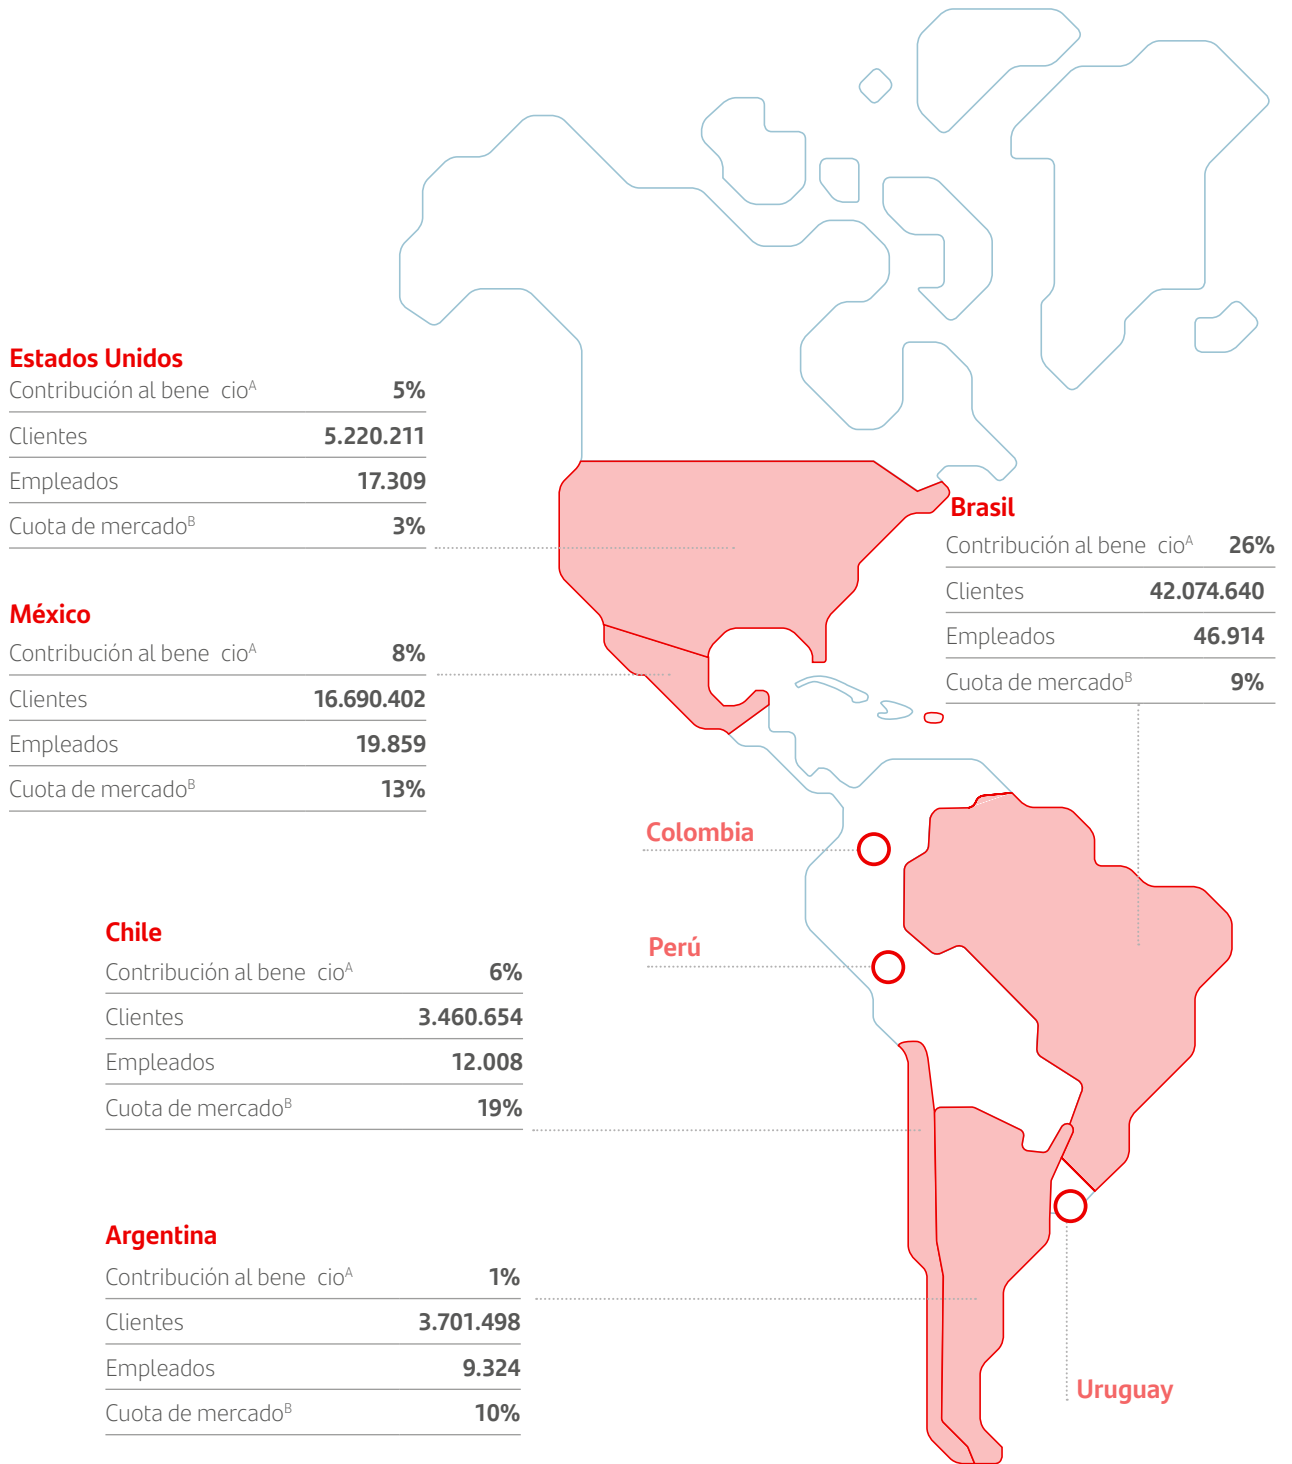 Estados Unidos
Contribución al bene cioA 5%
Clientes 5.220.211
Empleados 17.309
Cuota de mercadoB 3%
Brasil
Contribución al bene cioA 26%
Clientes 42.074.640
Empleados 46.914
Cuota de mercadoB 9%
México
Contribución al bene cioA 8%
Clientes 16.690.402
Empleados 19.859
Cuota de mercadoB 13%
Colombia
Perú
Chile
Contribución al bene cioA 6%
Clientes 3.460.654
Empleados 12.008
Cuota de mercadoB 19%
Argentina
Contribución al bene cioA 1%
Clientes 3.701.498
Empleados 9.324
Cuota de mercadoB 10%
Uruguay